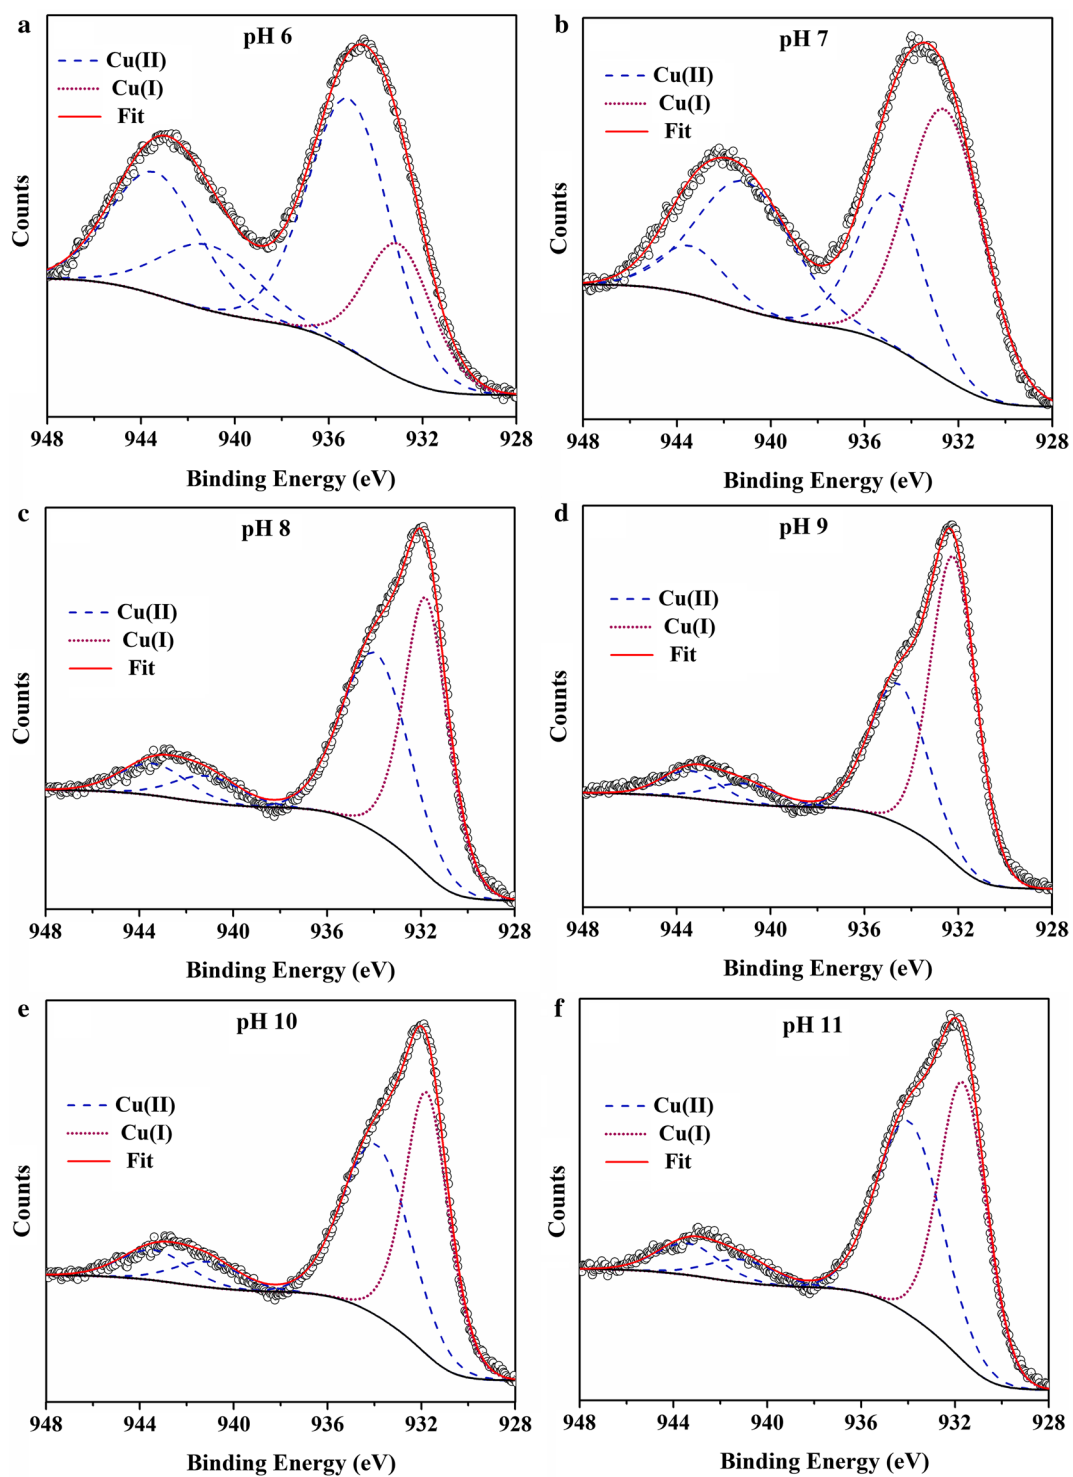 a
pH 6
Cu(II)
Cu(I)
Fit
Counts
948 944 940 936 932 928
Binding Energy (eV)
b
pH 7
Cu(II)
Cu(I)
Fit
Counts
948 944 940 936 932 928
Binding Energy (eV)
c
pH 8
Cu(II)
Cu(I)
Fit
Counts
948 944 940 936 932 928
Binding Energy (eV)
d
pH 9
Cu(II)
Cu(I)
Fit
Counts
948 944 940 936 932 928
Binding Energy (eV)
e
pH 10
Cu(II)
Cu(I)
Fit
Counts
948 944 940 936 932 928
Binding Energy (eV)
f
pH 11
Cu(II)
Cu(I)
Fit
Counts
948 944 940 936 932 928
Binding Energy (eV)